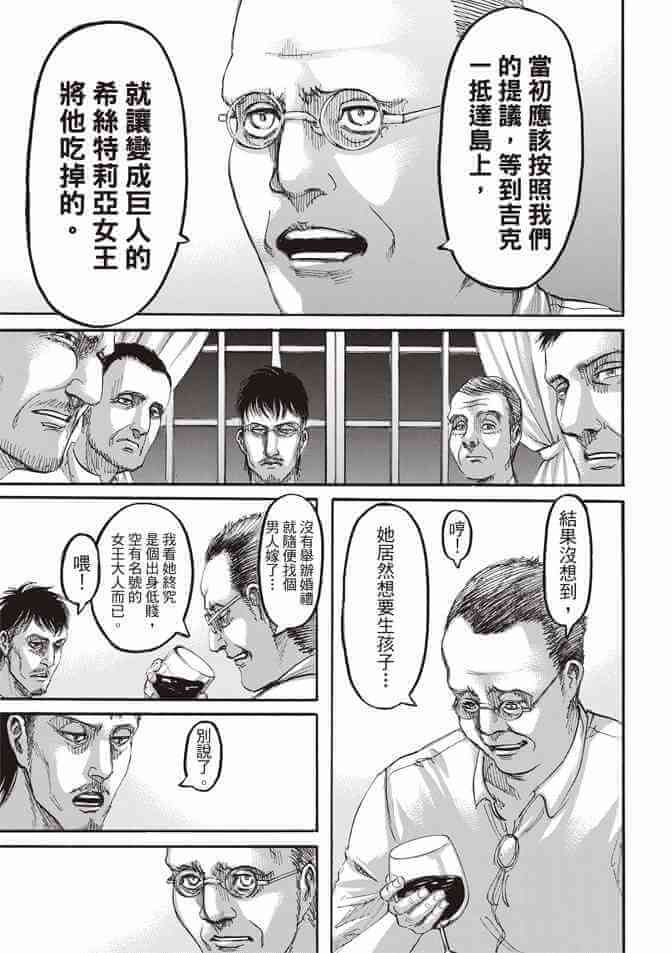 當初應該按照我們
的提議，等到吉克
一抵達島上，
就讓變成巨人的
希絲特莉亞女王
將他吃掉的。
結果沒想到，
哼！
她居然想要生孩子…
沒有舉辦婚禮
就隨便找個
男人嫁了…
我看她終究
是個出身低賤，
空有名號的
女王大人而已。
喂！
別說了。